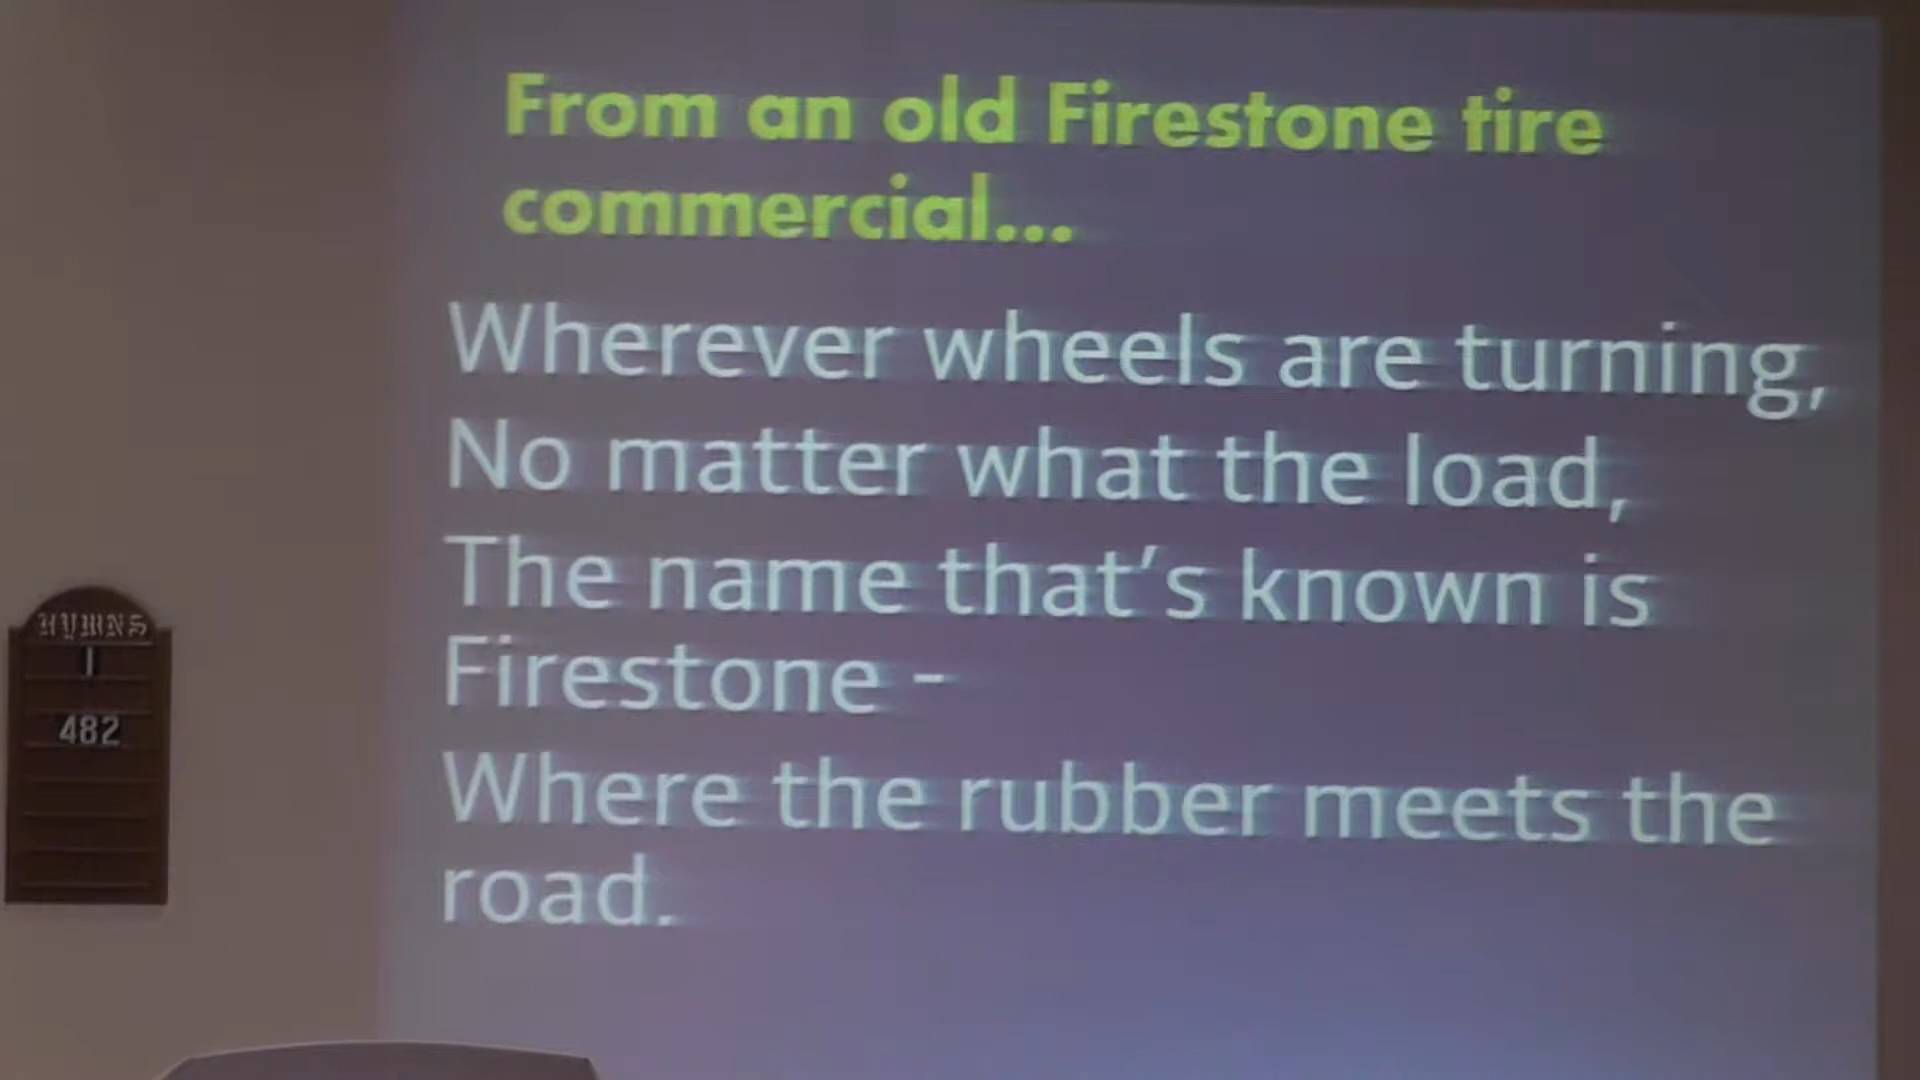 From an old Firestone tire
commercial...
Wherever wheels are turning,
No matter what the load,
The name that's known is
Firestone -
Where the rubber meets the
road.
HYMNS
1
482